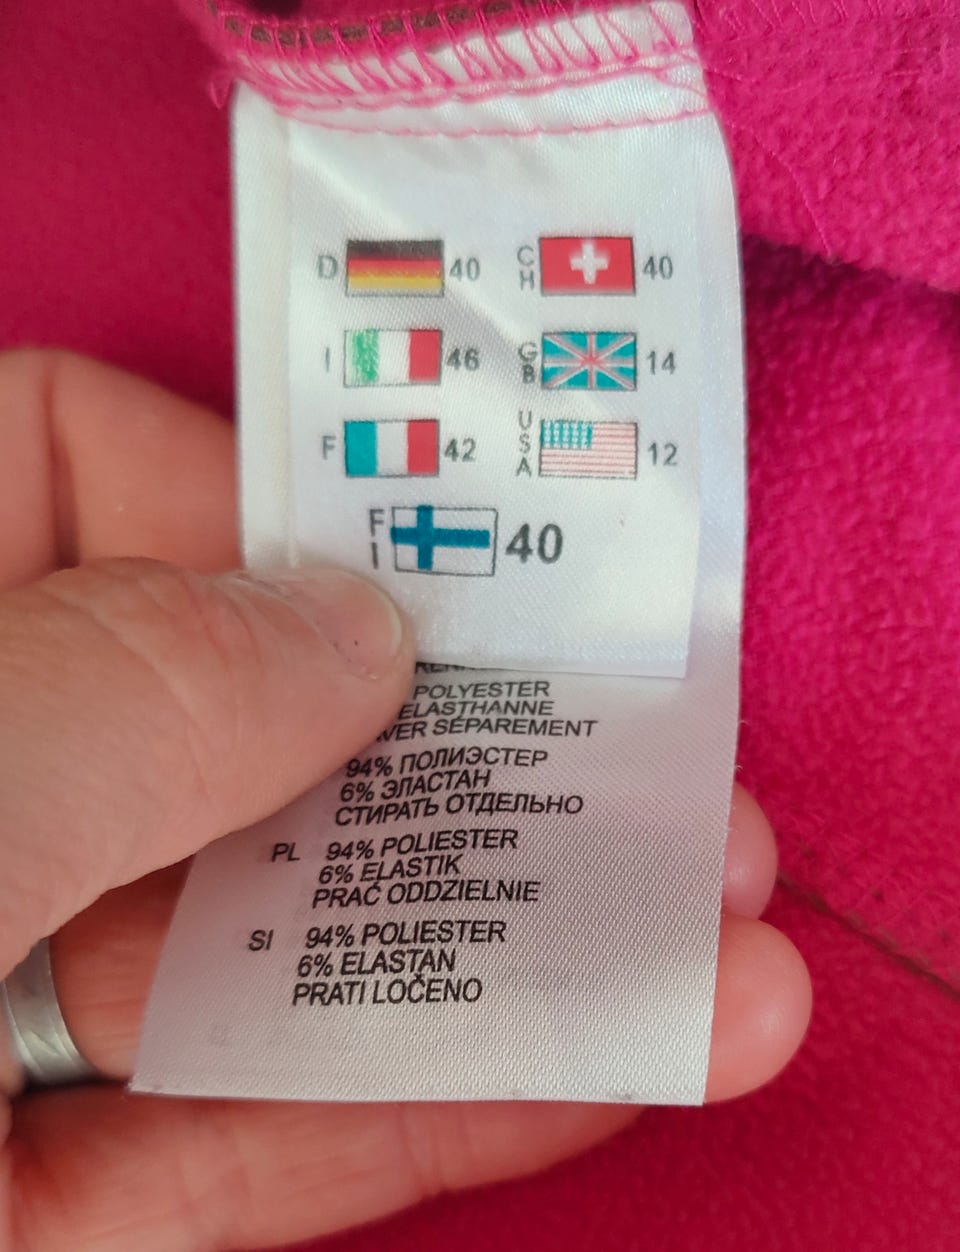 D 40 CH 40
I 46 GB 14
F 42 USA 12
FI 40
POLYESTER
ELASTHANNE
SÉPAREMENT
94% ПОЛИЭСТЕР
6% ЭЛАСТАН
СТИРАТЬ ОТДЕЛЬНО
PL 94% POLIESTER
6% ELASTIK
PRAĆ ODDZIELNIE
SI 94% POLIESTER
6% ELASTAN
PRATI LOČENO